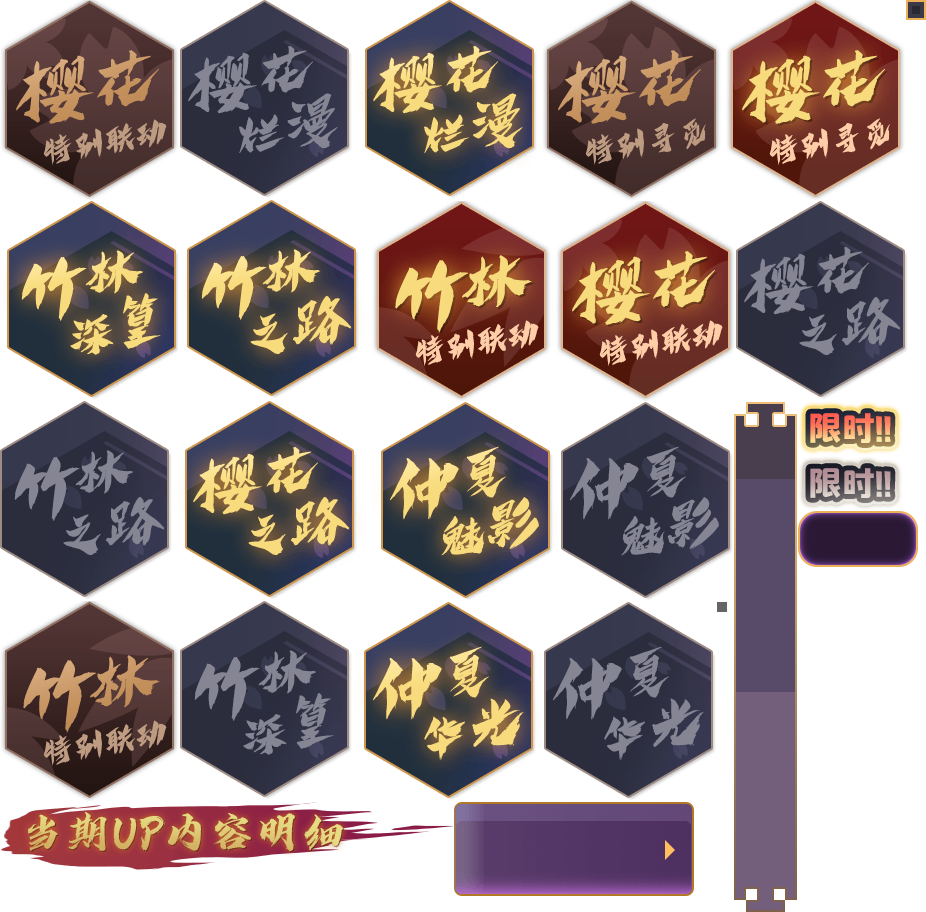 樱花
特别联动
樱花
烂漫
樱花
烂漫
樱花
特别寻觅
樱花
特别寻觅
竹林
深篁
竹林
之路
竹林
特别联动
樱花
特别联动
樱花
之路
竹林
之路
樱花
之路
仲夏
魅影
仲夏
魅影
限时!!
限时!!
竹林
特别联动
竹林
深篁
仲夏
华光
仲夏
华光
当期UP内容明细